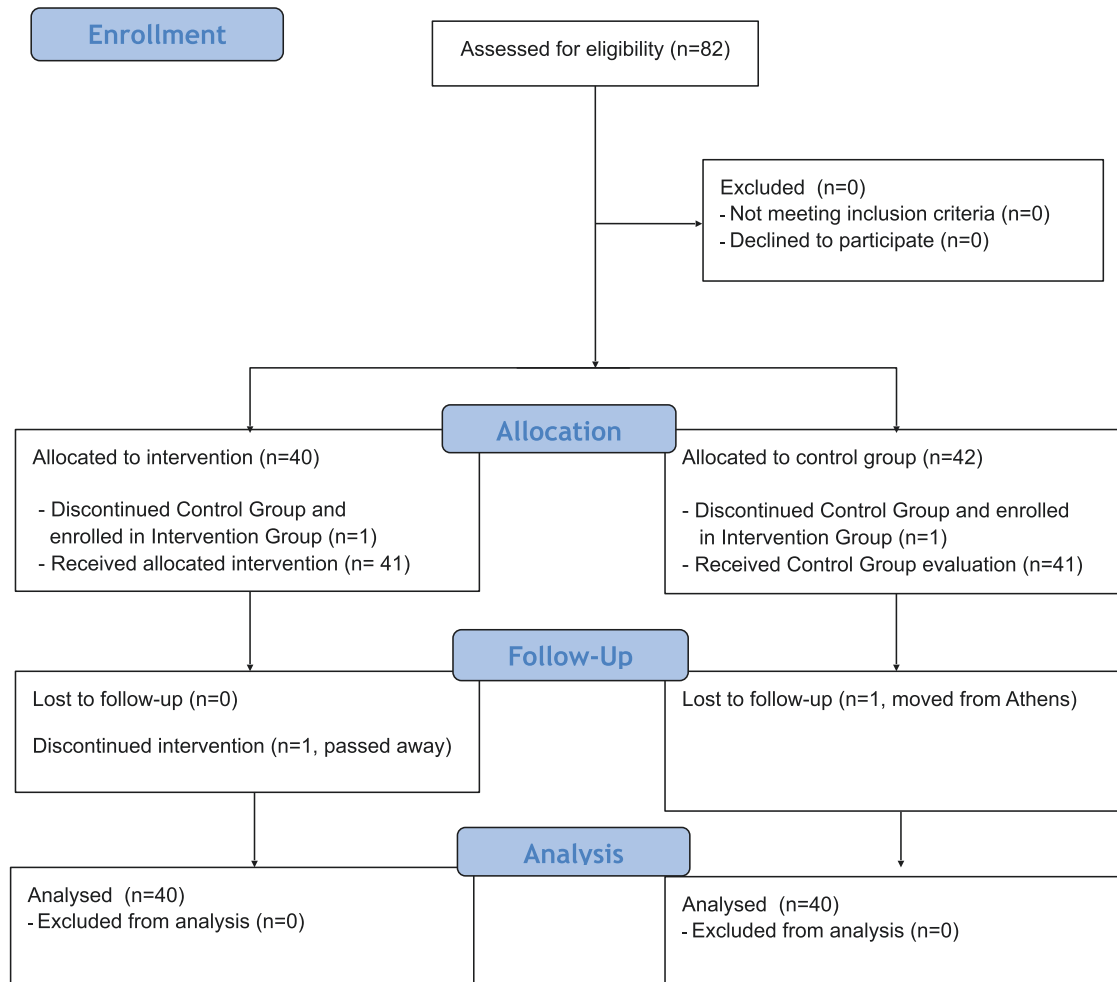 Enrollment
Assessed for eligibility (n=82)
Excluded (n=0)
- Not meeting inclusion criteria (n=0)
- Declined to participate (n=0)
Allocation
Allocated to intervention (n=40)
- Discontinued Control Group and
enrolled in Intervention Group (n=1)
- Received allocated intervention (n= 41)
Allocated to control group (n=42)
- Discontinued Control Group and enrolled
in Intervention Group (n=1)
- Received Control Group evaluation (n=41)
Follow-Up
Lost to follow-up (n=0)
Discontinued intervention (n=1, passed away)
Lost to follow-up (n=1, moved from Athens)
Analysis
Analysed (n=40)
- Excluded from analysis (n=0)
Analysed (n=40)
- Excluded from analysis (n=0)